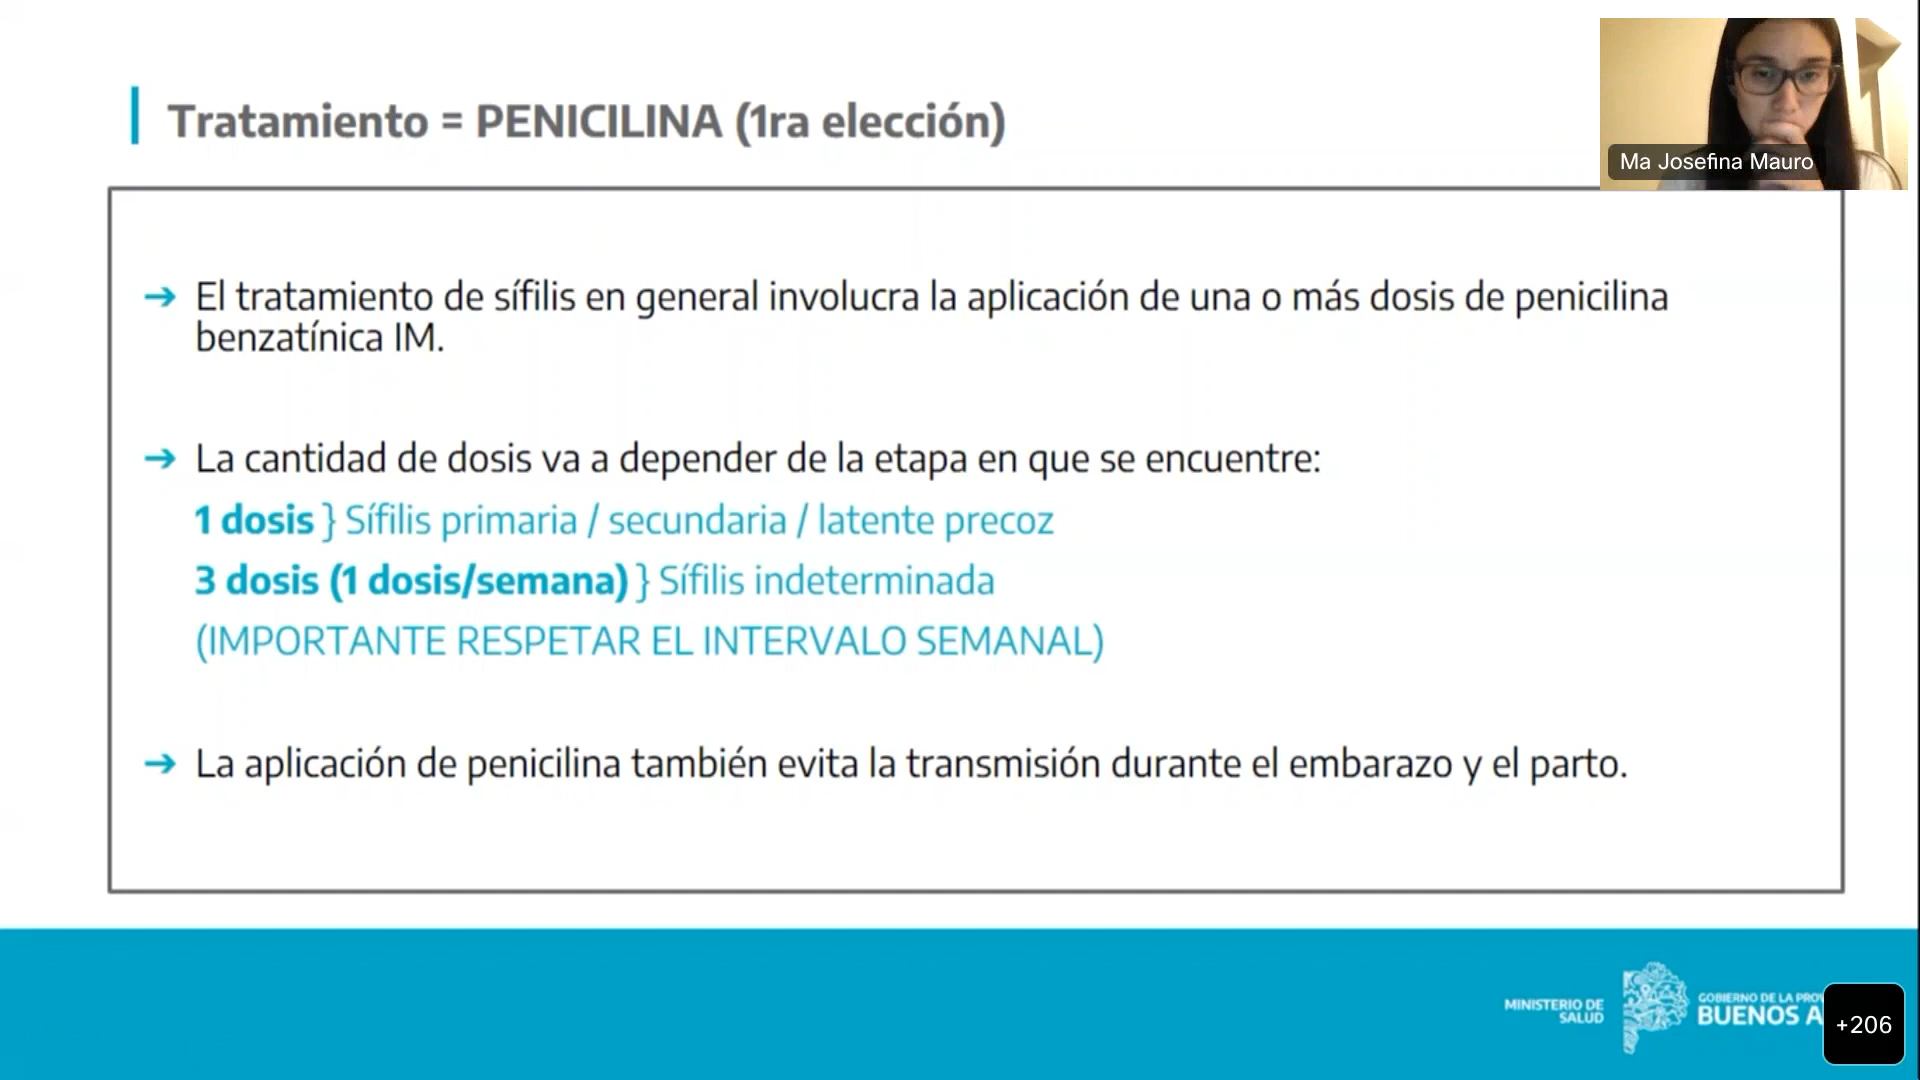 Tratamiento = PENICILINA (1ra elección)
Ma Josefina Mauro
➔ El tratamiento de sífilis en general involucra la aplicación de una o más dosis de penicilina
benzatínica IM.
➔ La cantidad de dosis va a depender de la etapa en que se encuentre:
1 dosis } Sífilis primaria / secundaria / latente precoz
3 dosis (1 dosis/semana) } Sífilis indeterminada
(IMPORTANTE RESPETAR EL INTERVALO SEMANAL)
➔ La aplicación de penicilina también evita la transmisión durante el embarazo y el parto.
MINISTERIO DE
SALUD
GOBIERNO DE LA
BUENOS
+206